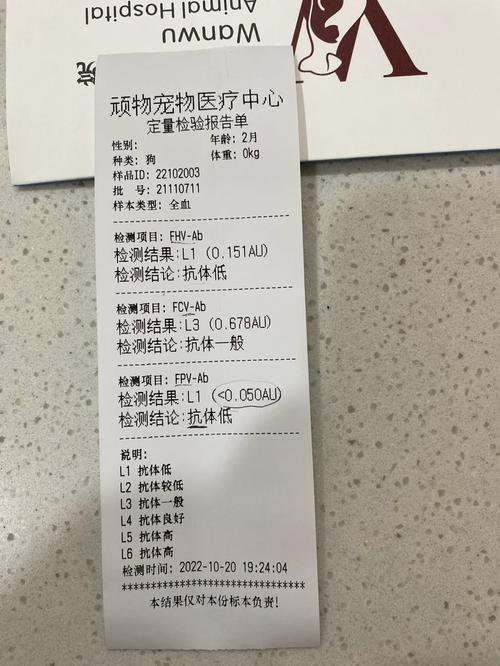 Wanwu
Animal Hospital
院
顽物宠物医疗中心
定量检验报告单
性别: 年龄: 2月
种类: 狗 体重: 0kg
样品ID: 22102003
批 号: 21110711
样本类型: 全血
检测项目: FHV-Ab
检测结果:L1 (0.151AU)
检测结论:抗体低
检测项目: FCV-Ab
检测结果:L3 (0.678AU)
检测结论:抗体一般
检测项目: FPV-Ab
检测结果:L1 (<0.050AU)
检测结论:抗体低
说明:
L1 抗体低
L2 抗体较低
L3 抗体一般
L4 抗体良好
L5 抗体高
L6 抗体高
检测时间: 2022-10-20 19:24:04
******************************
本结果仅对本份标本负责!